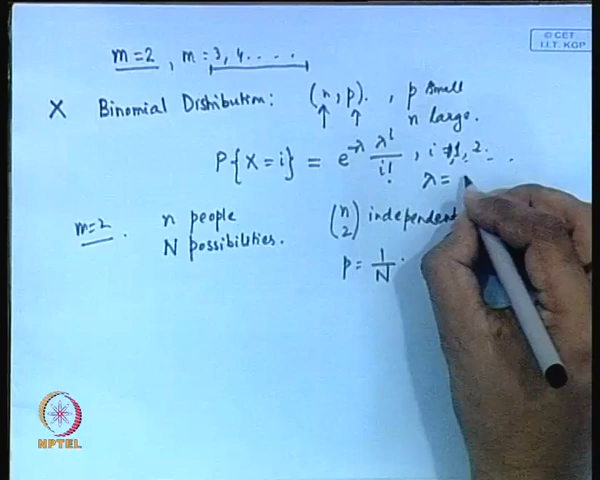 © CET
I.I.T. KGP
m=2 , m=3, 4.....
X Binomial Distribution: (n, p). , p small
n large.
P{X=i} = e^{-λ} λ^i / i! , i = 1, 2. - .
λ =
m=2. n people (n 2) independent
N possibilities. p = 1/N .
NPTEL